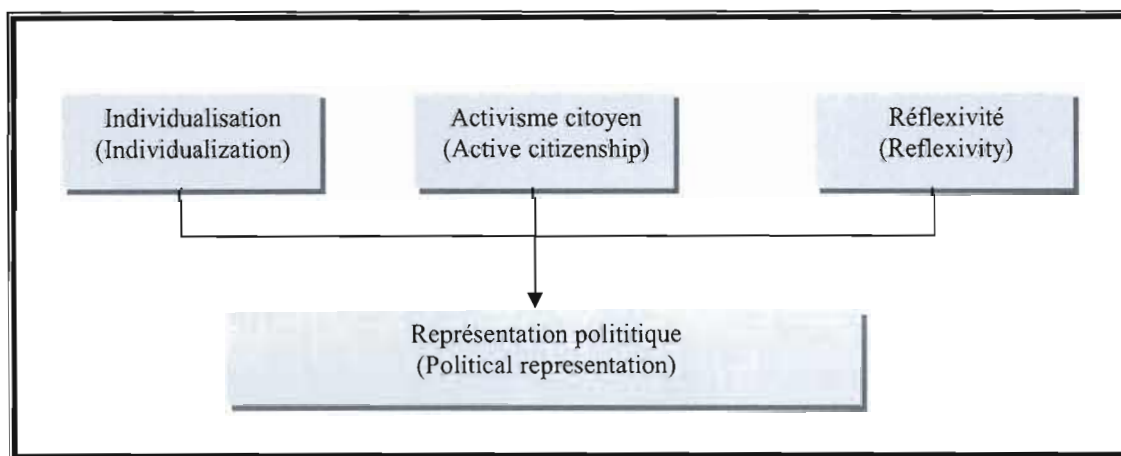 Individualisation
(Individualization)
Activisme citoyen
(Active citizenship)
Réflexivité
(Reflexivity)
Représentation polititique
(Political representation)